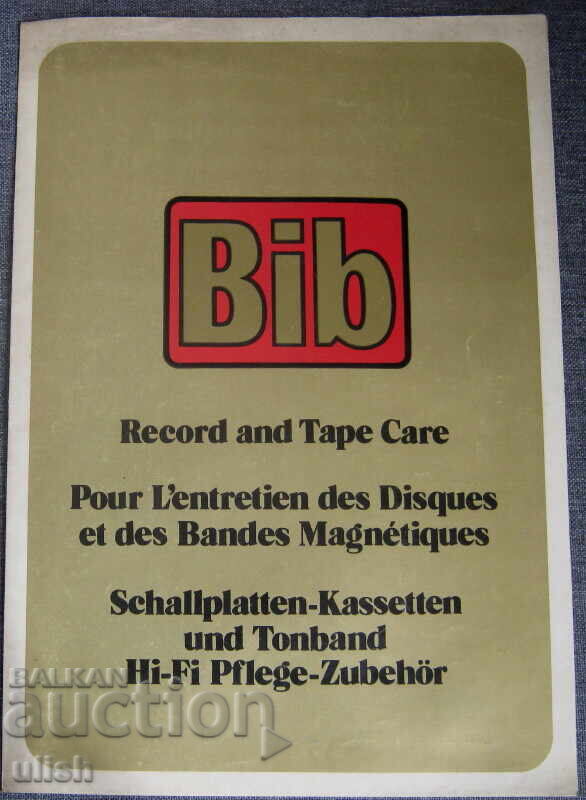 Bib
Record and Tape Care
Pour L'entretien des Disques
et des Bandes Magnétiques
Schallplatten-Kassetten
und Tonband
Hi-Fi Pflege-Zubehör
BALKAN
auction
ulish